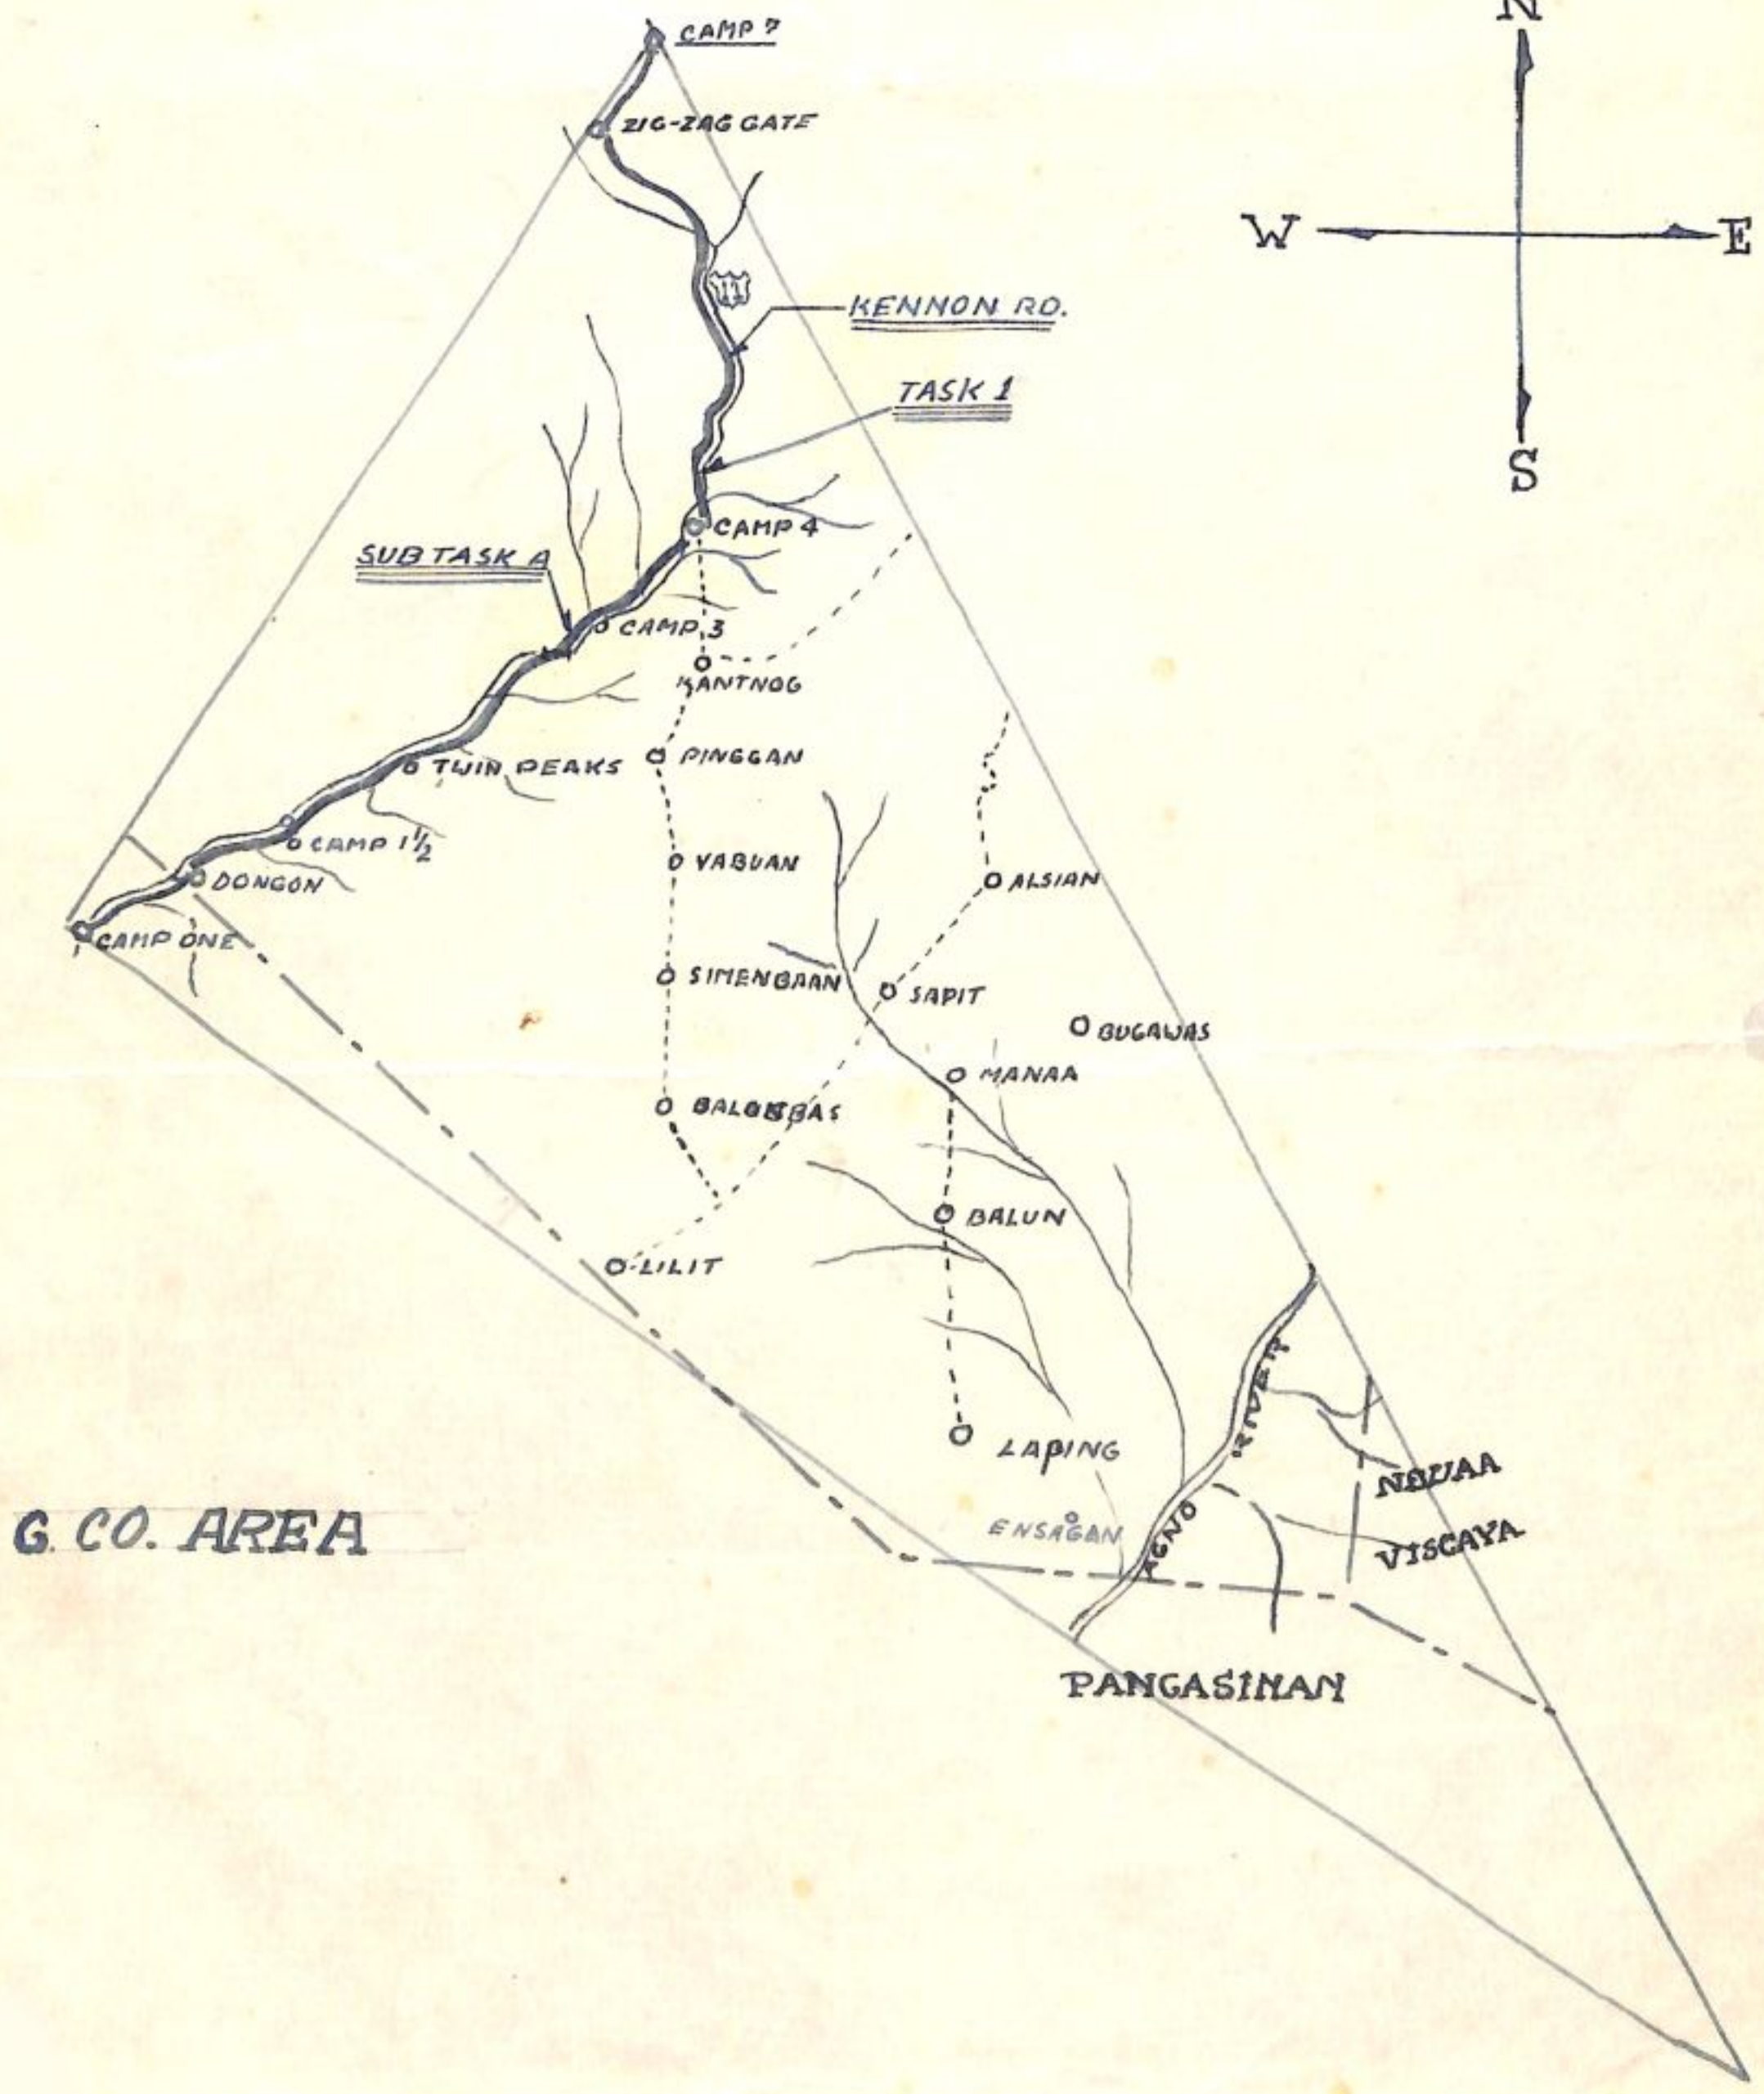 N
CAMP 7
ZIG-ZAG GATE
W
E
KENNON RD.
TASK 1
S
CAMP 4
SUB TASK A
CAMP 3
KANTNOG
PINGGAN
TWIN PEAKS
CAMP 1½
VABUAN
ALSIAN
DONGON
CAMP ONE
SIMENBAAN
SAPIT
BUGAWAS
MANAA
BALUN
LILIT
RIVER
LAPING
G. CO. AREA
AGNO
ENSAGAN
VISCAYA
PANGASINAN